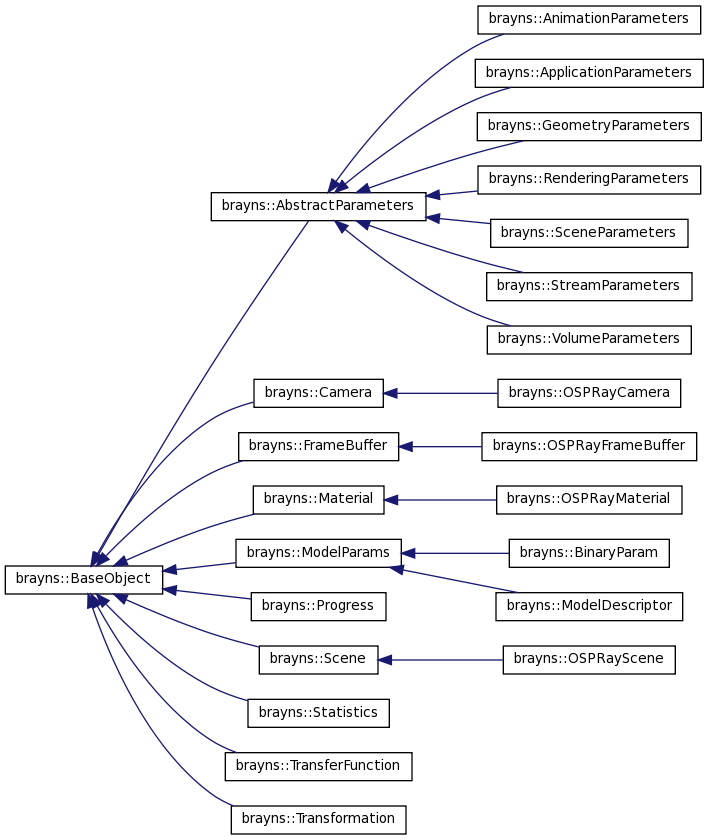 brayns::AnimationParameters
brayns::ApplicationParameters
brayns::GeometryParameters
brayns::RenderingParameters
brayns::AbstractParameters
brayns::SceneParameters
brayns::StreamParameters
brayns::VolumeParameters
brayns::Camera
brayns::OSPRayCamera
brayns::FrameBuffer
brayns::OSPRayFrameBuffer
brayns::Material
brayns::OSPRayMaterial
brayns::ModelParams
brayns::BinaryParam
brayns::BaseObject
brayns::Progress
brayns::ModelDescriptor
brayns::Scene
brayns::OSPRayScene
brayns::Statistics
brayns::TransferFunction
brayns::Transformation